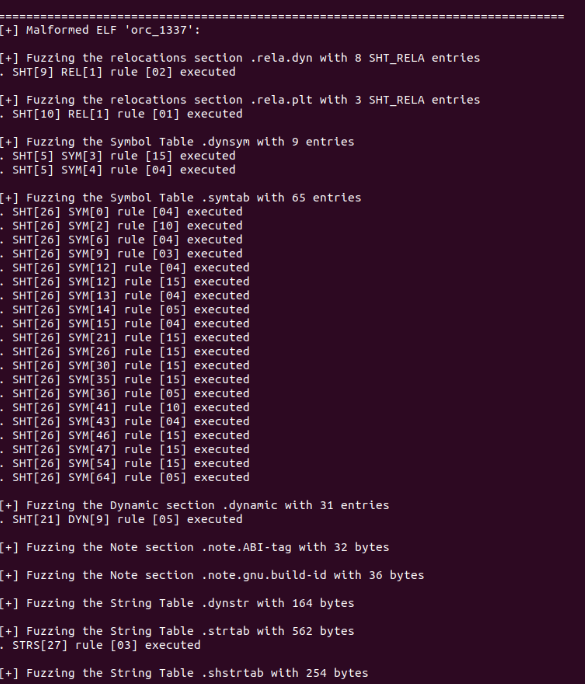 ================================================================================
[+] Malformed ELF 'orc_1337':
[+] Fuzzing the relocations section .rela.dyn with 8 SHT_RELA entries
. SHT[9] REL[1] rule [02] executed
[+] Fuzzing the relocations section .rela.plt with 3 SHT_RELA entries
. SHT[10] REL[1] rule [01] executed
[+] Fuzzing the Symbol Table .dynsym with 9 entries
. SHT[5] SYM[3] rule [15] executed
. SHT[5] SYM[4] rule [04] executed
[+] Fuzzing the Symbol Table .symtab with 65 entries
. SHT[26] SYM[0] rule [04] executed
. SHT[26] SYM[2] rule [10] executed
. SHT[26] SYM[6] rule [04] executed
. SHT[26] SYM[9] rule [03] executed
. SHT[26] SYM[12] rule [04] executed
. SHT[26] SYM[12] rule [15] executed
. SHT[26] SYM[13] rule [04] executed
. SHT[26] SYM[14] rule [05] executed
. SHT[26] SYM[15] rule [04] executed
. SHT[26] SYM[21] rule [15] executed
. SHT[26] SYM[26] rule [15] executed
. SHT[26] SYM[30] rule [15] executed
. SHT[26] SYM[35] rule [15] executed
. SHT[26] SYM[36] rule [05] executed
. SHT[26] SYM[41] rule [10] executed
. SHT[26] SYM[43] rule [04] executed
. SHT[26] SYM[46] rule [15] executed
. SHT[26] SYM[47] rule [15] executed
. SHT[26] SYM[54] rule [15] executed
. SHT[26] SYM[64] rule [05] executed
[+] Fuzzing the Dynamic section .dynamic with 31 entries
. SHT[21] DYN[9] rule [05] executed
[+] Fuzzing the Note section .note.ABI-tag with 32 bytes
[+] Fuzzing the Note section .note.gnu.build-id with 36 bytes
[+] Fuzzing the String Table .dynstr with 164 bytes
[+] Fuzzing the String Table .strtab with 562 bytes
. STRS[27] rule [03] executed
[+] Fuzzing the String Table .shstrtab with 254 bytes